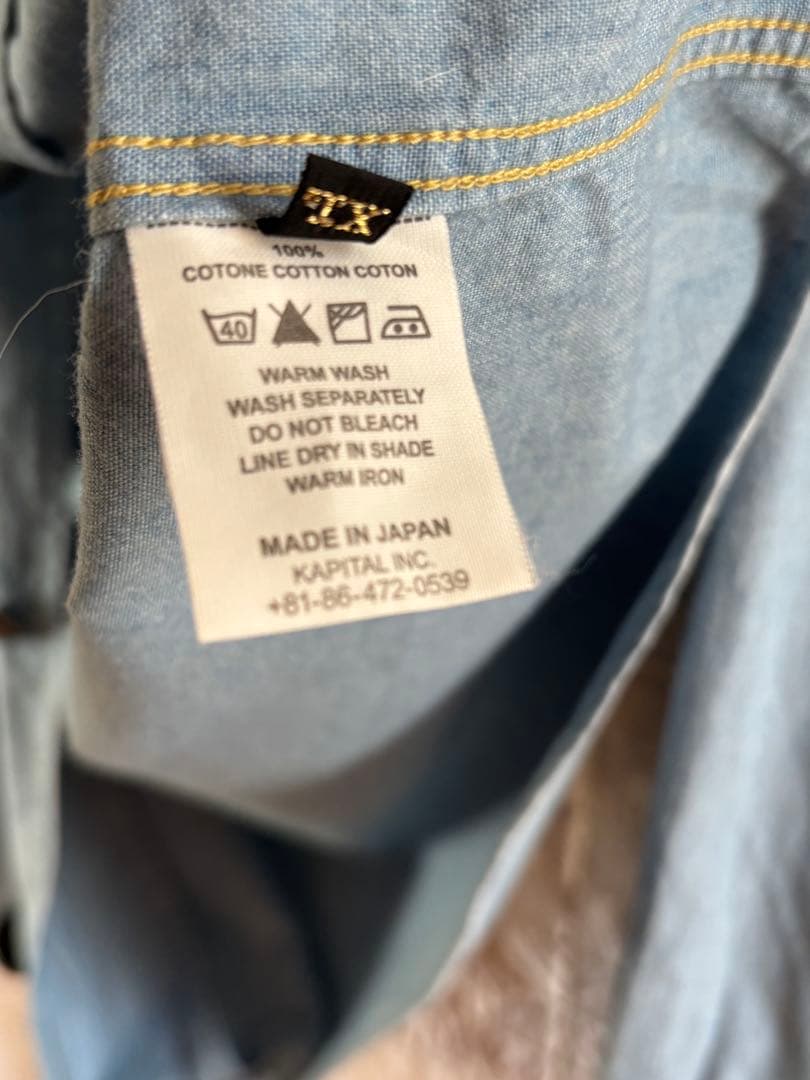 XL
100%
COTONE COTTON COTON
40
WARM WASH
WASH SEPARATELY
DO NOT BLEACH
LINE DRY IN SHADE
WARM IRON
MADE IN JAPAN
KAPITAL INC.
+81-86-472-0539